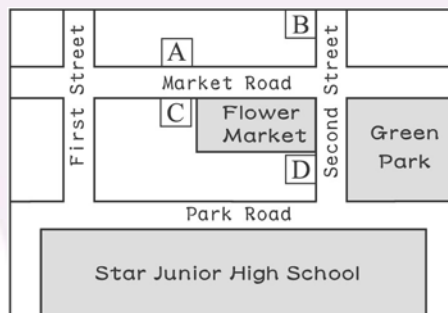 B
A
Market Road
First Street
Second Street
C
Flower
Market
Green
Park
D
Park Road
Star Junior High School